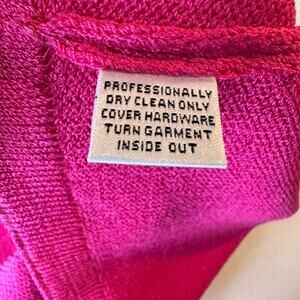 PROFESSIONALLY
DRY CLEAN ONLY
COVER HARDWARE
TURN GARMENT
INSIDE OUT